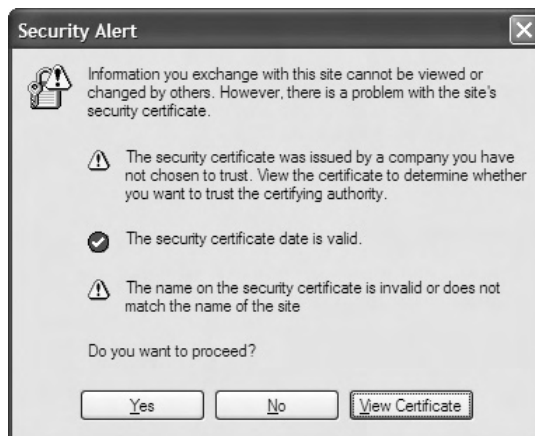 Security Alert
Information you exchange with this site cannot be viewed or
changed by others. However, there is a problem with the site's
security certificate.
The security certificate was issued by a company you have
not chosen to trust. View the certificate to determine whether
you want to trust the certifying authority.
The security certificate date is valid.
The name on the security certificate is invalid or does not
match the name of the site
Do you want to proceed?
Yes No View Certificate